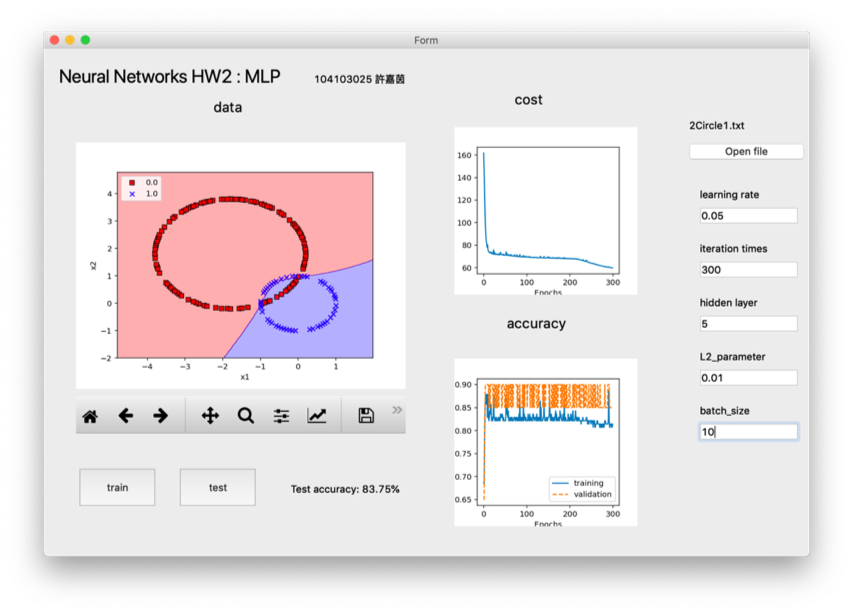 Form
Neural Networks HW2 : MLP
104103025 許嘉茵
data
0.0
1.0
4
3
2
1
0
−1
−2
x2
−4
−3
−2
−1
0
1
x1
train
test
Test accuracy: 83.75%
cost
160
140
120
100
80
60
0
100
200
300
Epochs
accuracy
0.90
0.85
0.80
0.75
0.70
0.65
training
validation
0
100
200
300
Epochs
2Circle1.txt
Open file
learning rate
0.05
iteration times
300
hidden layer
5
L2_parameter
0.01
batch_size
10